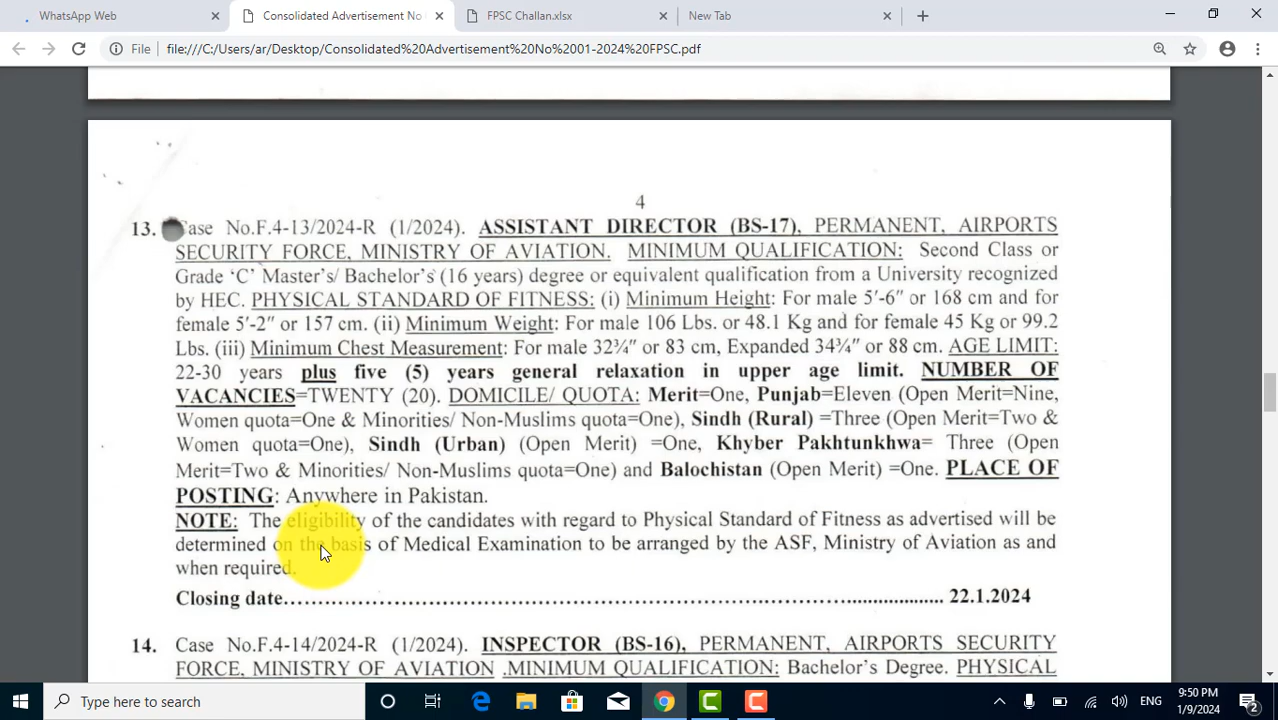 WhatsApp Web
Consolidated Advertisement No
FPSC Challan.xlsx
New Tab
File
file:///C:/Users/ar/Desktop/Consolidated%20Advertisement%20No%2001-2024%20FPSC.pdf
4
13. Case No.F.4-13/2024-R (1/2024). ASSISTANT DIRECTOR (BS-17), PERMANENT, AIRPORTS
SECURITY FORCE, MINISTRY OF AVIATION. MINIMUM QUALIFICATION: Second Class or
Grade ‘C’ Master’s/ Bachelor’s (16 years) degree or equivalent qualification from a University recognized
by HEC. PHYSICAL STANDARD OF FITNESS: (i) Minimum Height: For male 5′-6″ or 168 cm and for
female 5′-2″ or 157 cm. (ii) Minimum Weight: For male 106 Lbs. or 48.1 Kg and for female 45 Kg or 99.2
Lbs. (iii) Minimum Chest Measurement: For male 32¾″ or 83 cm, Expanded 34¾″ or 88 cm. AGE LIMIT:
22-30 years plus five (5) years general relaxation in upper age limit. NUMBER OF
VACANCIES=TWENTY (20). DOMICILE/ QUOTA: Merit=One, Punjab=Eleven (Open Merit=Nine,
Women quota=One & Minorities/ Non-Muslims quota=One), Sindh (Rural) =Three (Open Merit=Two &
Women quota=One), Sindh (Urban) (Open Merit) =One, Khyber Pakhtunkhwa= Three (Open
Merit=Two & Minorities/ Non-Muslims quota=One) and Balochistan (Open Merit) =One. PLACE OF
POSTING: Anywhere in Pakistan.
NOTE: The eligibility of the candidates with regard to Physical Standard of Fitness as advertised will be
determined on the basis of Medical Examination to be arranged by the ASF, Ministry of Aviation as and
when required.
Closing date.................................................................................................... 22.1.2024
14. Case No.F.4-14/2024-R (1/2024). INSPECTOR (BS-16), PERMANENT, AIRPORTS SECURITY
FORCE, MINISTRY OF AVIATION .MINIMUM QUALIFICATION: Bachelor’s Degree. PHYSICAL
Type here to search
ENG
9:50 PM
1/9/2024
2